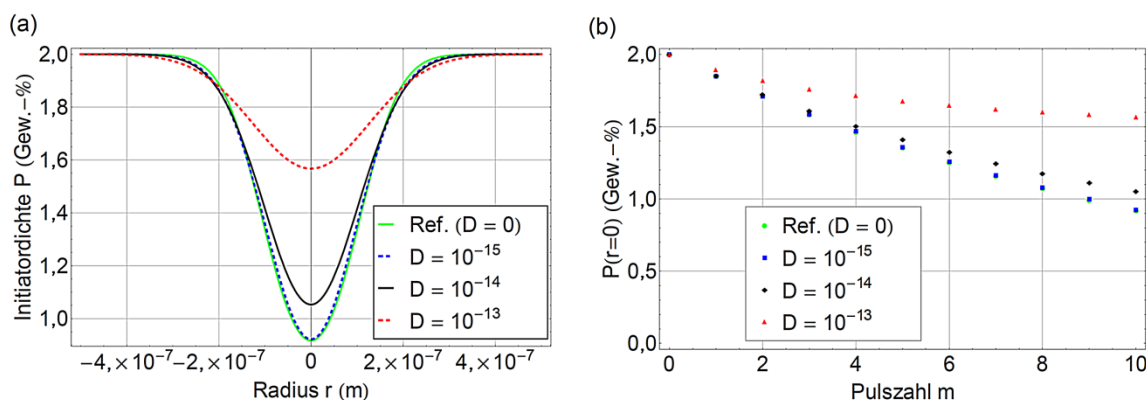 (a)
2,0
1,8
1,6
1,4
1,2
1,0
Initiatordichte P (Gew.−%)
Ref. (D = 0)
D = 10⁻¹⁵
D = 10⁻¹⁴
D = 10⁻¹³
−4,×10⁻⁷ −2,×10⁻⁷ 0 2,×10⁻⁷ 4,×10⁻⁷
Radius r (m)
(b)
2,0
1,5
1,0
0,5
0,0
P(r=0) (Gew.−%)
Ref. (D = 0)
D = 10⁻¹⁵
D = 10⁻¹⁴
D = 10⁻¹³
0 2 4 6 8 10
Pulszahl m